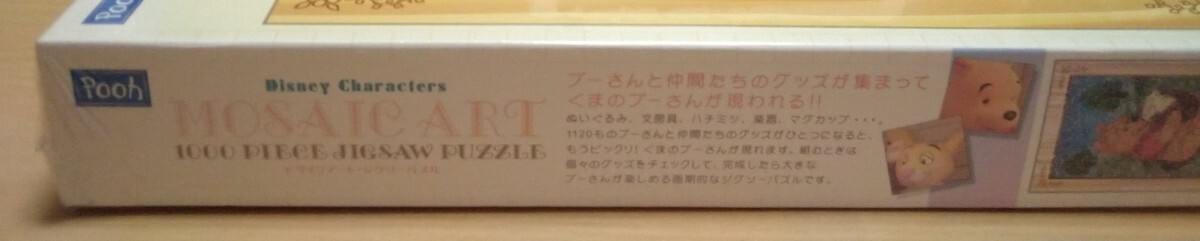 Poo
Pooh
Disney Characters
MOSAIC ART
1000 PIECE JIGSAW PUZZLE
モザイクアート・ジグソーパズル
プーさんと仲間たちのグッズが集まって
くまのプーさんが現われる!!
ぬいぐるみ、文房具、ハチミツ、楽器、マグカップ・・・。
1120ものプーさんと仲間たちのグッズがひとつになると、
もうビックリ! くまのプーさんが現れます。組むときは
個々のグッズをチェックして、完成したら大きな
プーさんが楽しめる画期的なジグソーパズルです。